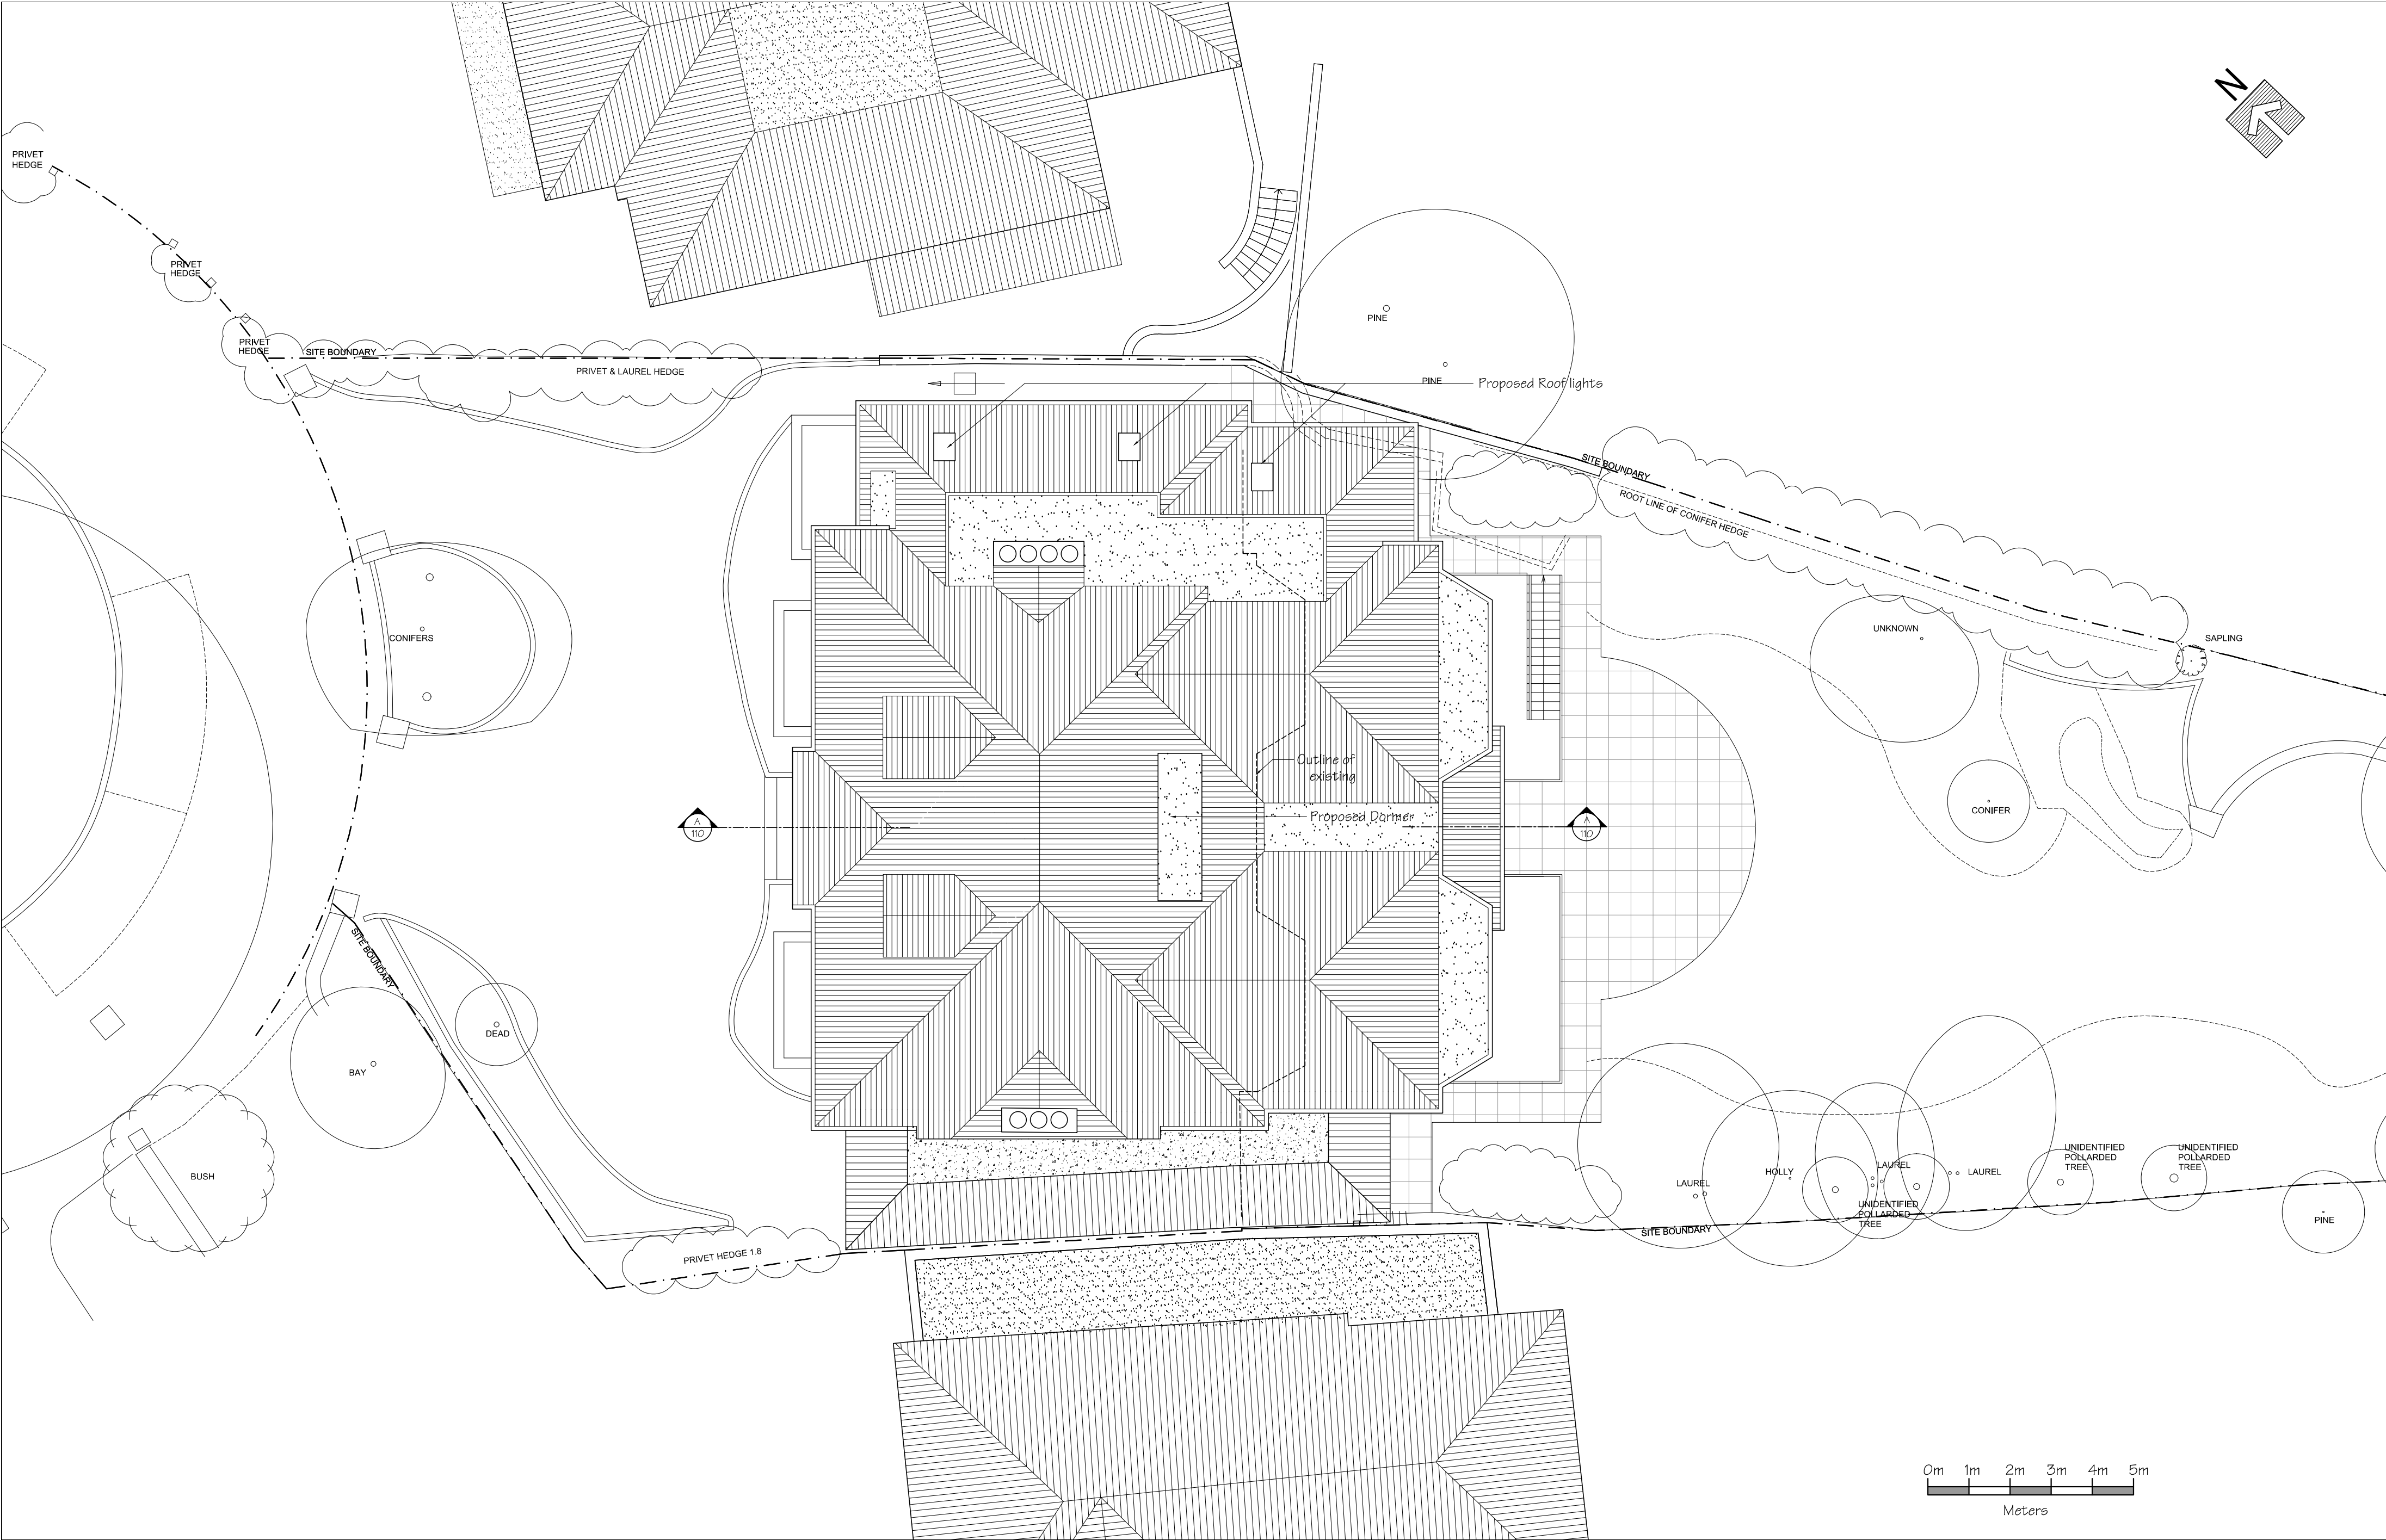 N
PRIVET
HEDGE
PRIVET
HEDGE
PRIVET
HEDGE
SITE BOUNDARY
PRIVET & LAUREL HEDGE
PINE
PINE
Proposed Roof lights
SITE BOUNDARY
ROOT LINE OF CONIFER HEDGE
CONIFERS
UNKNOWN
SAPLING
Outline of
existing
CONIFER
A
110
Proposed Dormer
A
110
SITE BOUNDARY
DEAD
BAY
BUSH
PRIVET HEDGE 1.8
LAUREL
HOLLY
LAUREL
LAUREL
UNIDENTIFIED
POLLARDED
TREE
UNIDENTIFIED
POLLARDED
TREE
UNIDENTIFIED
POLLARDED
TREE
PINE
SITE BOUNDARY
0m 1m 2m 3m 4m 5m
Meters